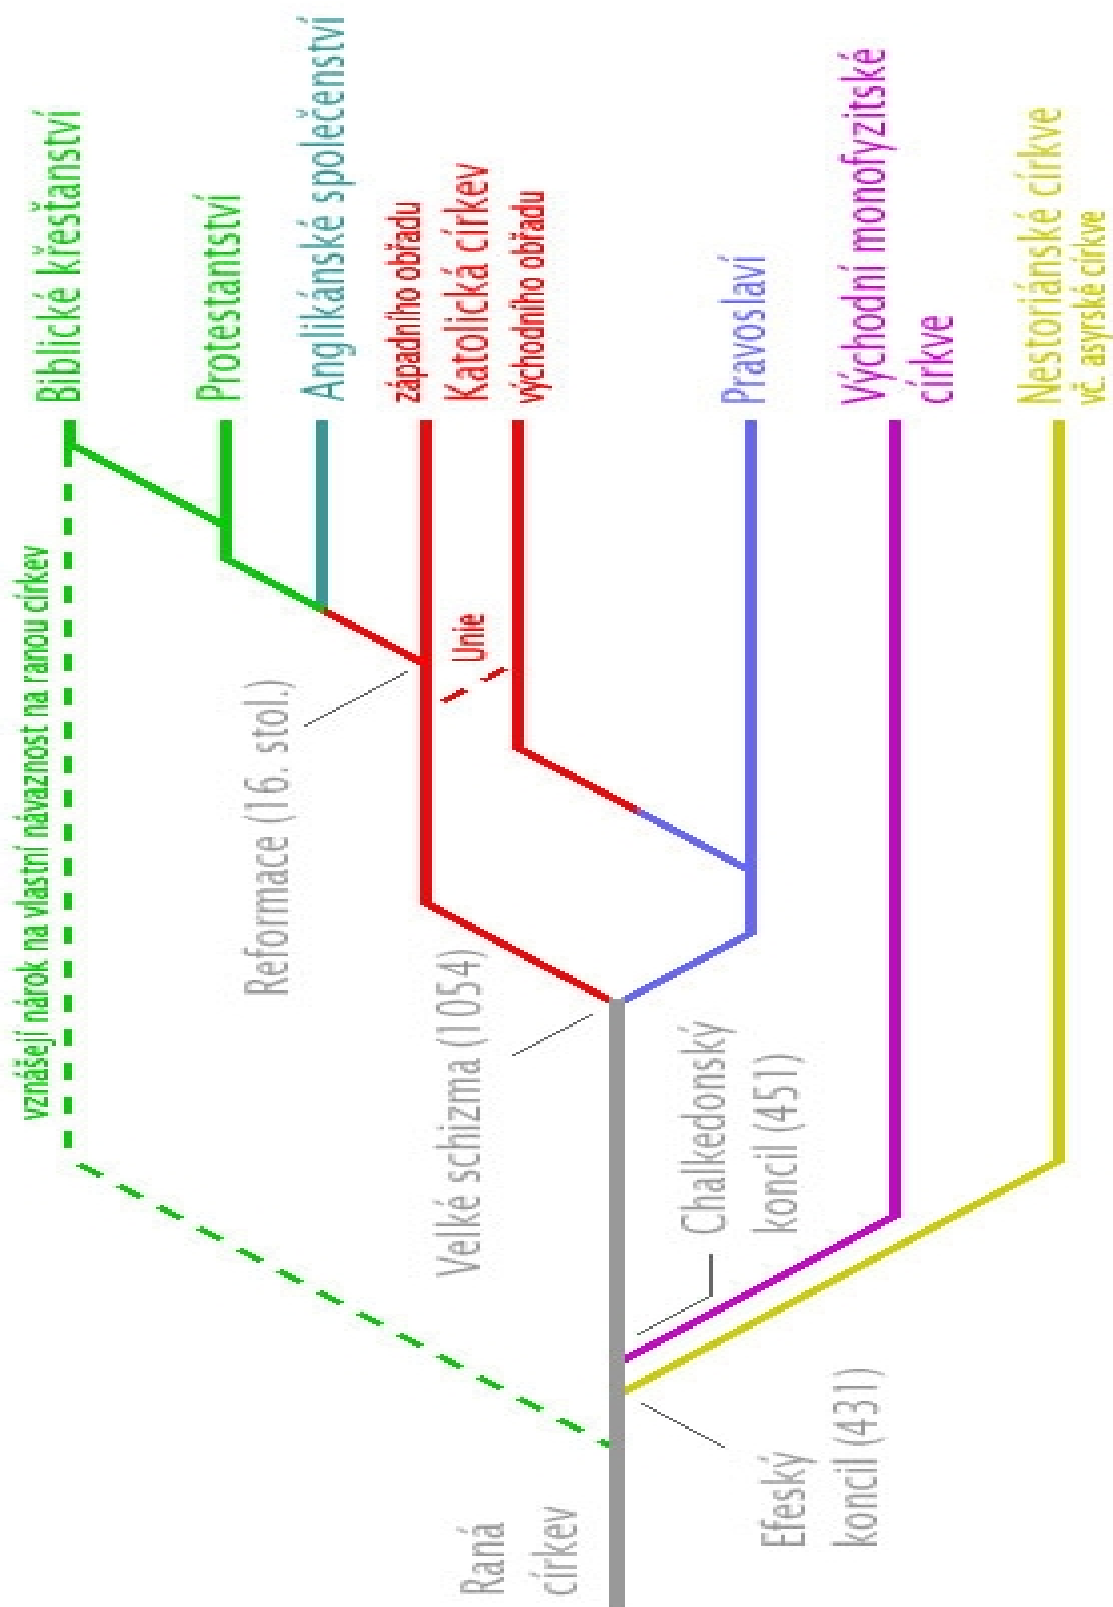 vznášejí nárok na vlastní návaznost na ranou církev
Biblické křešťanství
Protestantství
Anglikánské společenství
západního obřadu
Katolická církev
východního obřadu
Unie
Reformace (16. stol.)
Velké schizma (1054)
Raná
církev
Pravoslaví
Chalkedonský
koncil (451)
Efeský
koncil (431)
Východní monofyzitské
církve
Nestoriánské církve
vč. asyrské církve